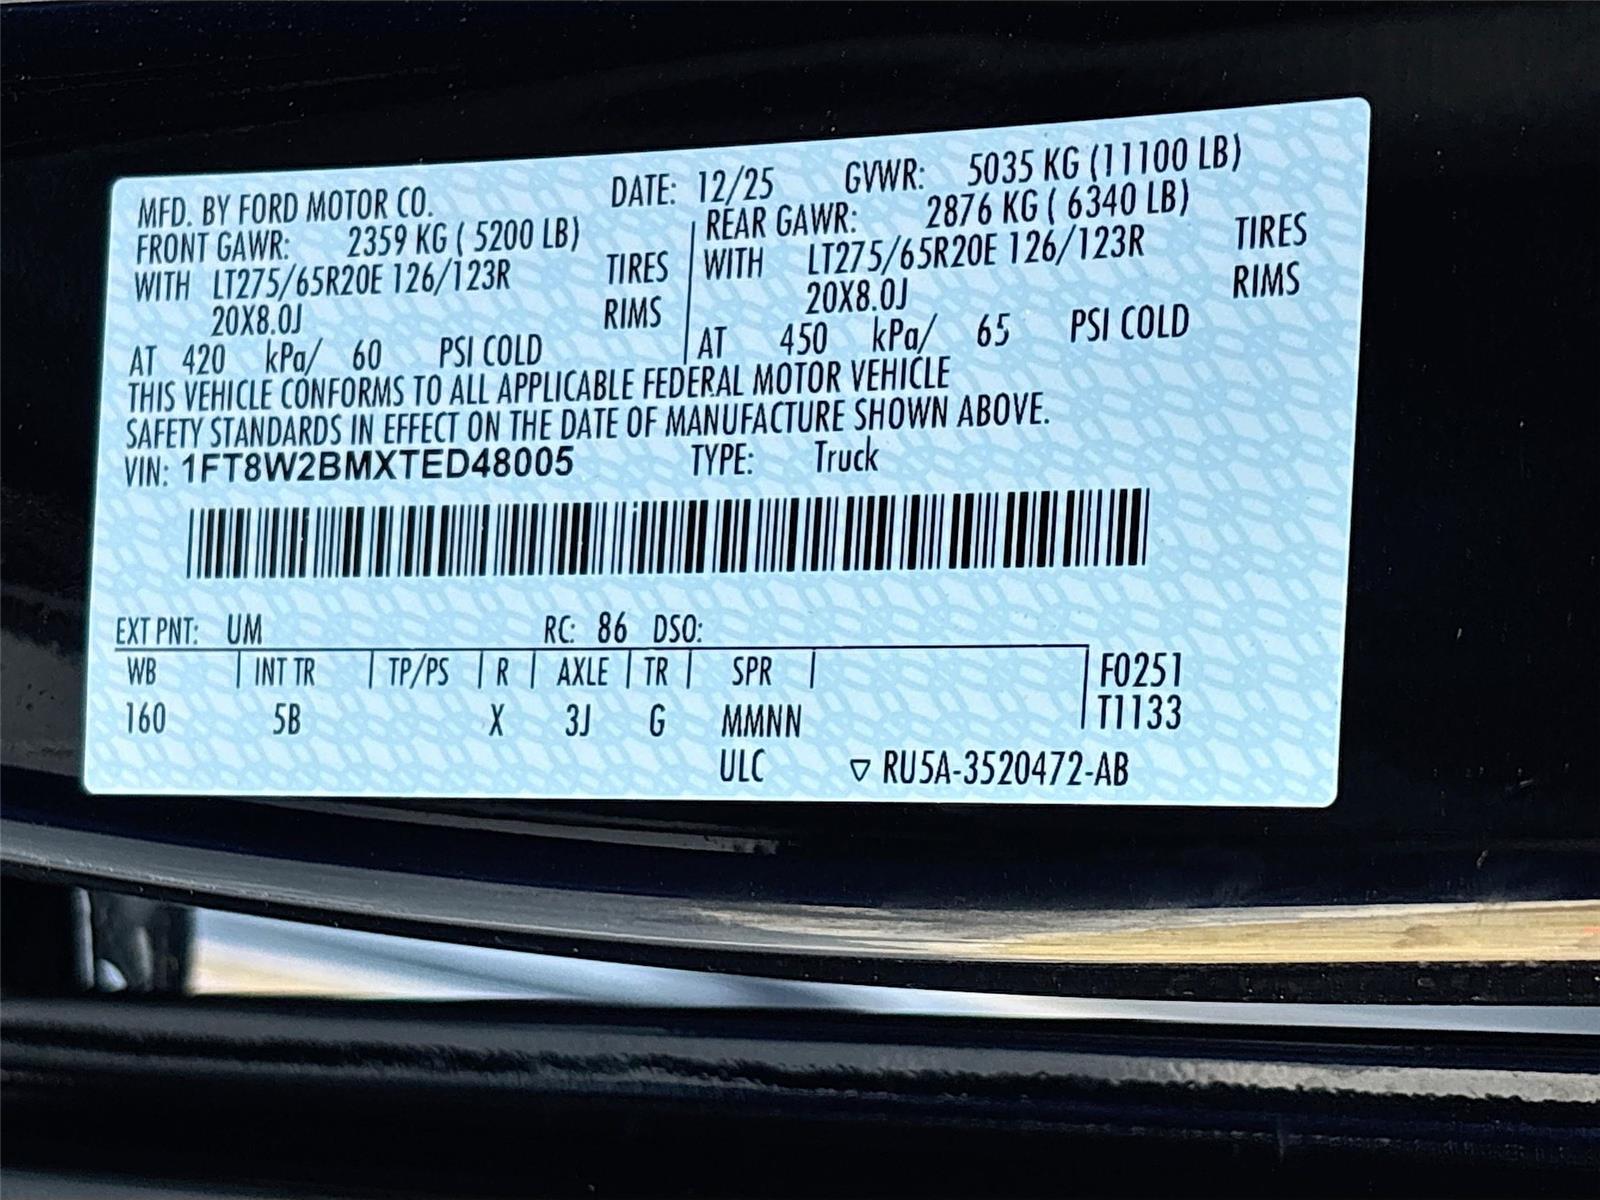 MFD. BY FORD MOTOR CO. DATE: 12/25 GVWR: 5035 KG (11100 LB)
FRONT GAWR: 2359 KG ( 5200 LB) REAR GAWR: 2876 KG ( 6340 LB)
WITH LT275/65R20E 126/123R TIRES WITH LT275/65R20E 126/123R TIRES
20X8.0J RIMS 20X8.0J RIMS
AT 420 kPa/ 60 PSI COLD AT 450 kPa/ 65 PSI COLD
THIS VEHICLE CONFORMS TO ALL APPLICABLE FEDERAL MOTOR VEHICLE
SAFETY STANDARDS IN EFFECT ON THE DATE OF MANUFACTURE SHOWN ABOVE.
VIN: 1FT8W2BMXTED48005 TYPE: Truck
EXT PNT: UM RC: 86 DSO:
WB INT TR TP/PS R AXLE TR SPR F0251
160 5B X 3J G MMNN T1133
ULC ▽ RU5A-3520472-AB